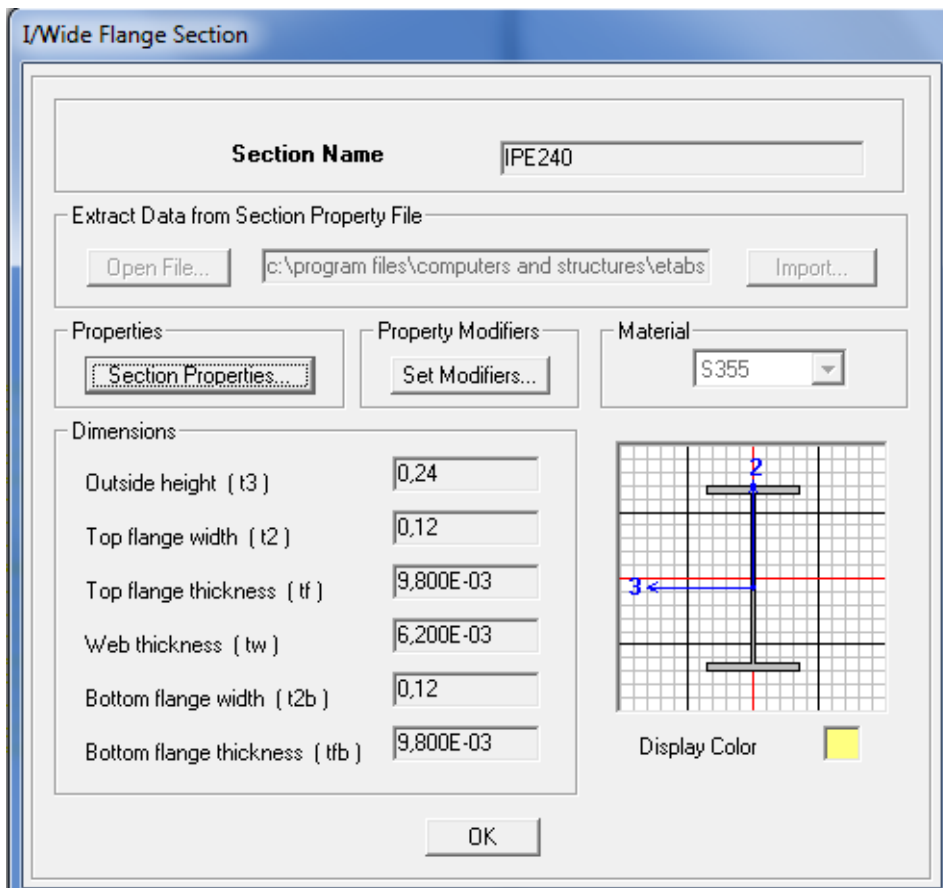 I/Wide Flange Section
Section Name IPE240
Extract Data from Section Property File
Open File... c:\program files\computers and structures\etabs Import...
Properties Property Modifiers Material
Section Properties... Set Modifiers... S355
Dimensions
Outside height ( t3 ) 0,24
Top flange width ( t2 ) 0,12
Top flange thickness ( tf ) 9,800E-03
Web thickness ( tw ) 6,200E-03
Bottom flange width ( t2b ) 0,12
Bottom flange thickness ( tfb ) 9,800E-03
2
3
Display Color
OK